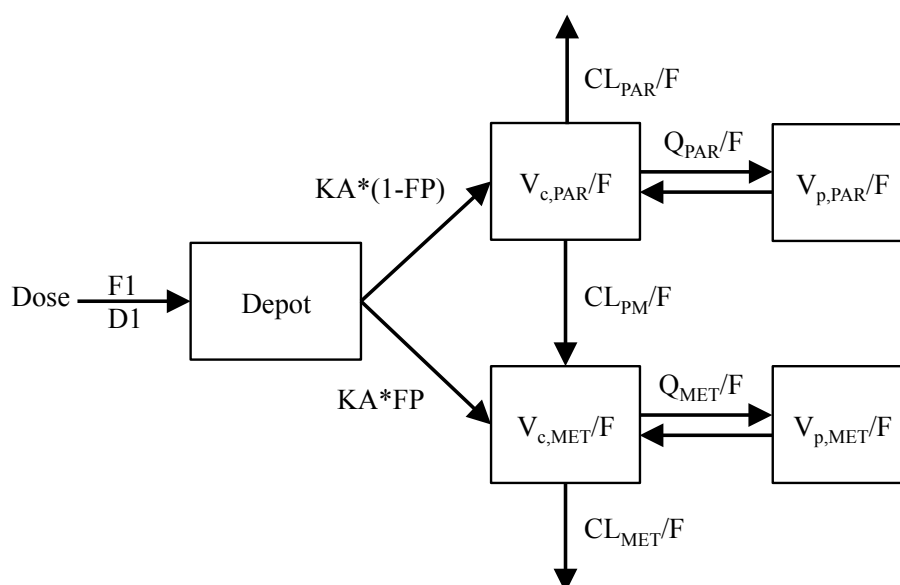 CL_PAR/F
Q_PAR/F
V_c,PAR/F
V_p,PAR/F
KA*(1-FP)
Dose
F1
D1
Depot
CL_PM/F
KA*FP
Q_MET/F
V_c,MET/F
V_p,MET/F
CL_MET/F